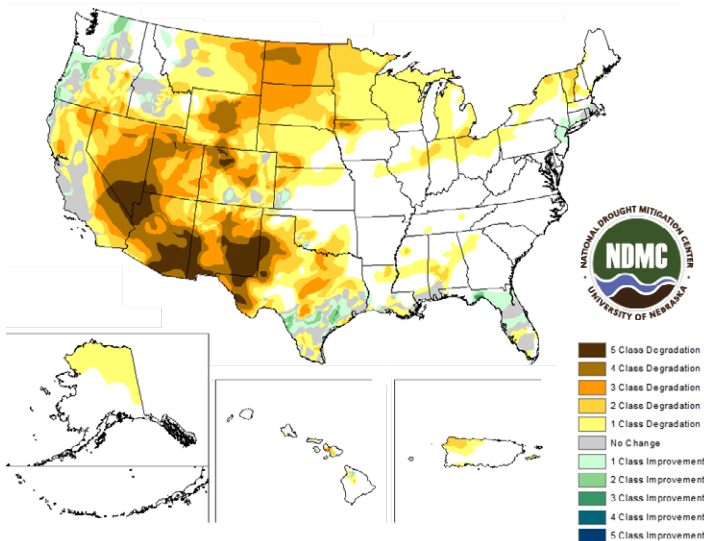 NATIONAL DROUGHT MITIGATION CENTER
NDMC
UNIVERSITY OF NEBRASKA
5 Class Degradation
4 Class Degradation
3 Class Degradation
2 Class Degradation
1 Class Degradation
No Change
1 Class Improvement
2 Class Improvement
3 Class Improvement
4 Class Improvement
5 Class Improvement